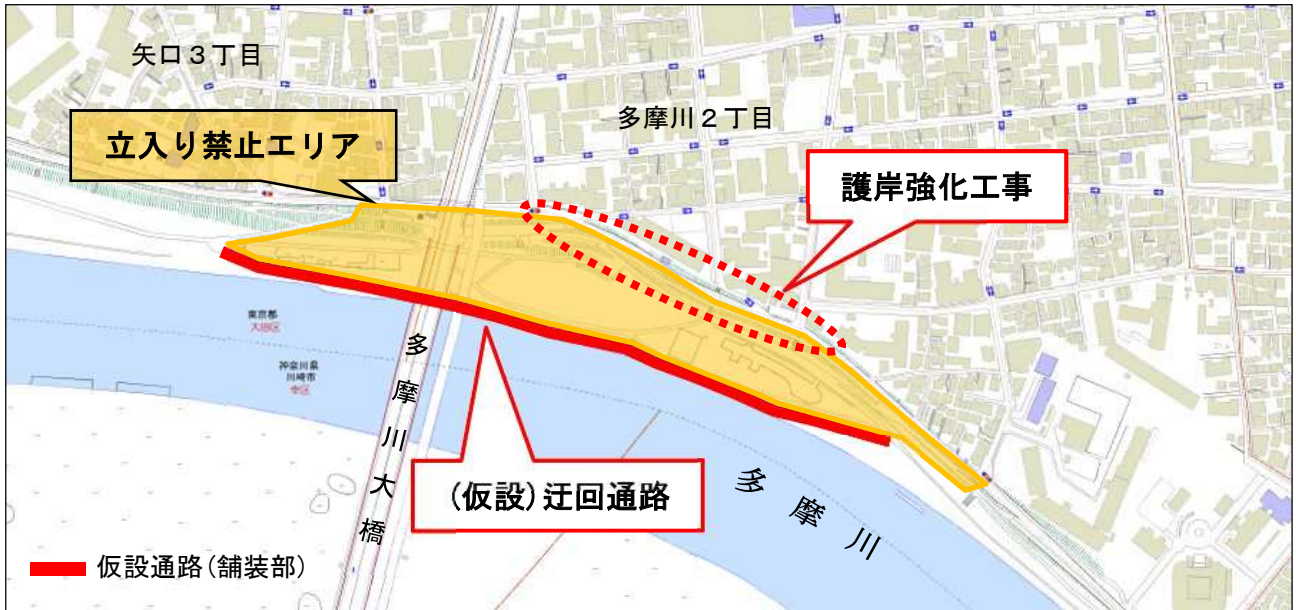 矢口3丁目
立入り禁止エリア
多摩川2丁目
護岸強化工事
東京都
大田区
神奈川県
川崎市
幸区
多摩川大橋
(仮設)迂回通路
多摩川
仮設通路(舗装部)